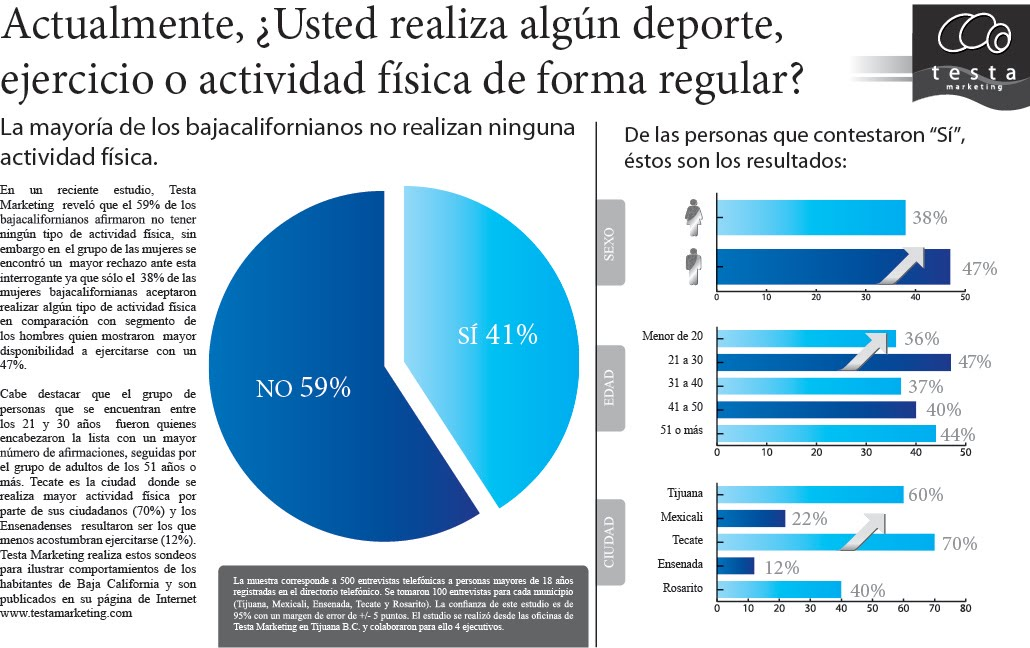 Actualmente, ¿Usted realiza algún deporte,
ejercicio o actividad física de forma regular?
testa
marketing
La mayoría de los bajacalifornianos no realizan ninguna
actividad física.
En un reciente estudio, Testa
Marketing reveló que el 59% de los
bajacalifornianos afirmaron no tener
ningún tipo de actividad física, sin
embargo en el grupo de las mujeres se
encontró un mayor rechazo ante esta
interrogante ya que sólo el 38% de las
mujeres bajacalifornianas aceptaron
realizar algún tipo de actividad física
en comparación con segmento de
los hombres quien mostraron mayor
disponibilidad a ejercitarse con un
47%.
Cabe destacar que el grupo de
personas que se encuentran entre
los 21 y 30 años fueron quienes
encabezaron la lista con un mayor
número de afirmaciones, seguidas por
el grupo de adultos de los 51 años o
más. Tecate es la ciudad donde se
realiza mayor actividad física por
parte de sus ciudadanos (70%) y los
Ensenadenses resultaron ser los que
menos acostumbran ejercitarse (12%).
Testa Marketing realiza estos sondeos
para ilustrar comportamientos de los
habitantes de Baja California y son
publicados en su página de Internet
www.testamarketing.com
NO 59%
SÍ 41%
La muestra corresponde a 500 entrevistas telefónicas a personas mayores de 18 años
registradas en el directorio telefónico. Se tomaron 100 entrevistas para cada municipio
(Tijuana, Mexicali, Ensenada, Tecate y Rosarito). La confianza de este estudio es de
95% con un margen de error de +/- 5 puntos. El estudio se realizó desde las oficinas de
Testa Marketing en Tijuana B.C. y colaboraron para ello 4 ejecutivos.
De las personas que contestaron “Sí”,
éstos son los resultados:
SEXO
38%
47%
0 10 20 30 40 50
EDAD
Menor de 20 36%
21 a 30 47%
31 a 40 37%
41 a 50 40%
51 o más 44%
0 10 20 30 40 50
CIUDAD
Tijuana 60%
Mexicali 22%
Tecate 70%
Ensenada 12%
Rosarito 40%
0 10 20 30 40 50 60 70 80